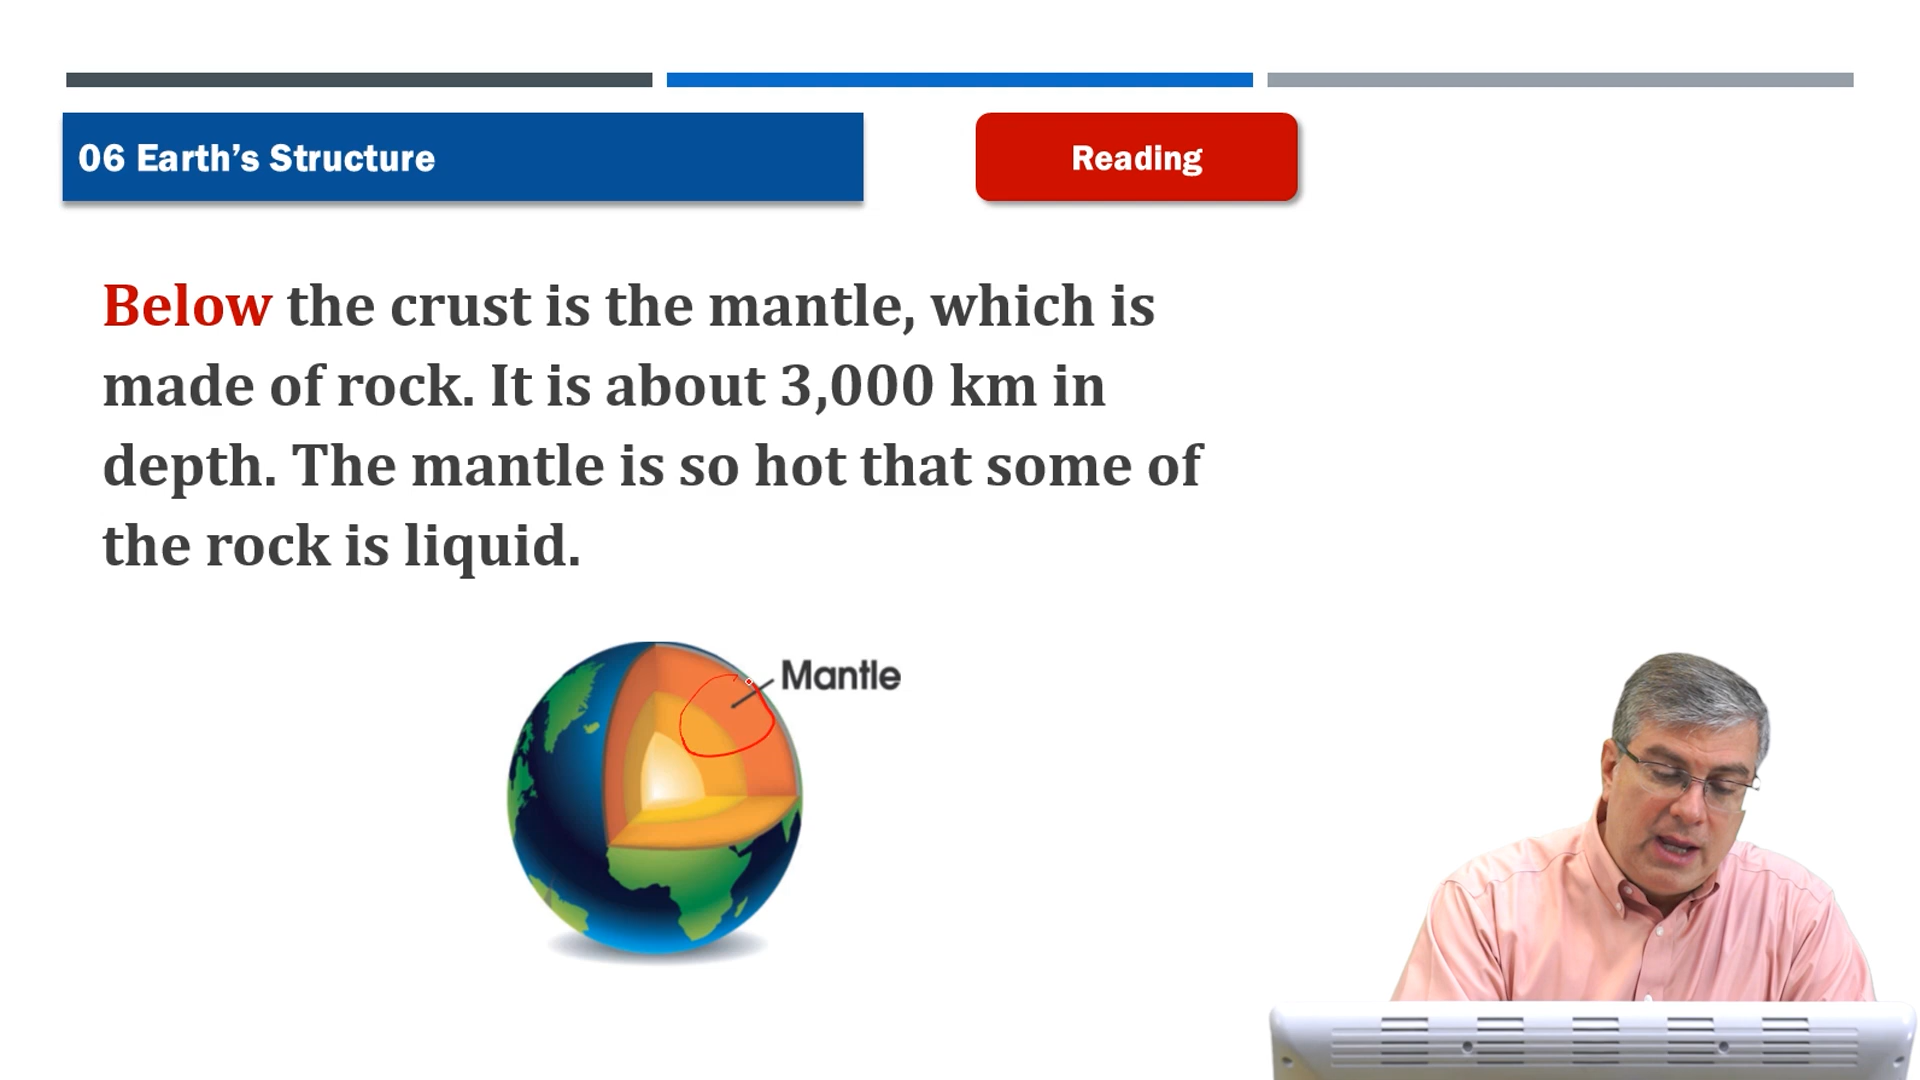 06 Earth’s Structure
Reading
Below the crust is the mantle, which is
made of rock. It is about 3,000 km in
depth. The mantle is so hot that some of
the rock is liquid.
Mantle